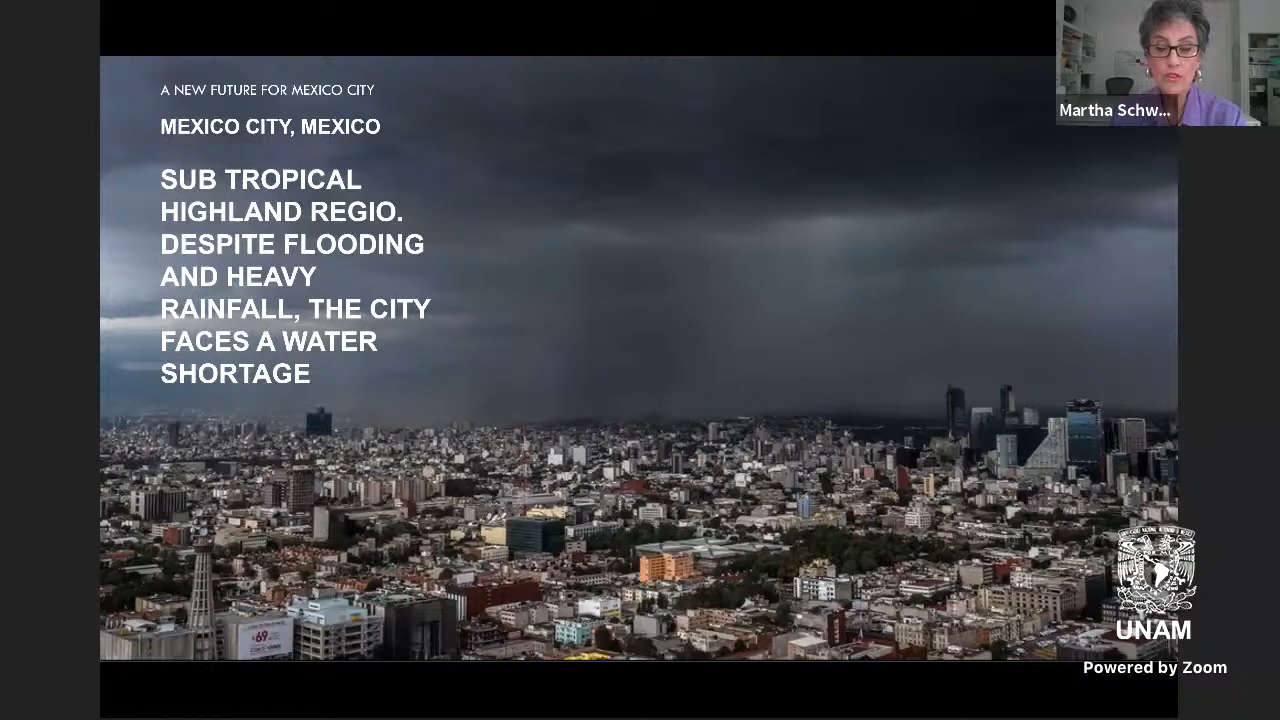 A NEW FUTURE FOR MEXICO CITY
MEXICO CITY, MEXICO
SUB TROPICAL
HIGHLAND REGIO.
DESPITE FLOODING
AND HEAVY
RAINFALL, THE CITY
FACES A WATER
SHORTAGE
Martha Schw...
$69
UNAM
Powered by Zoom